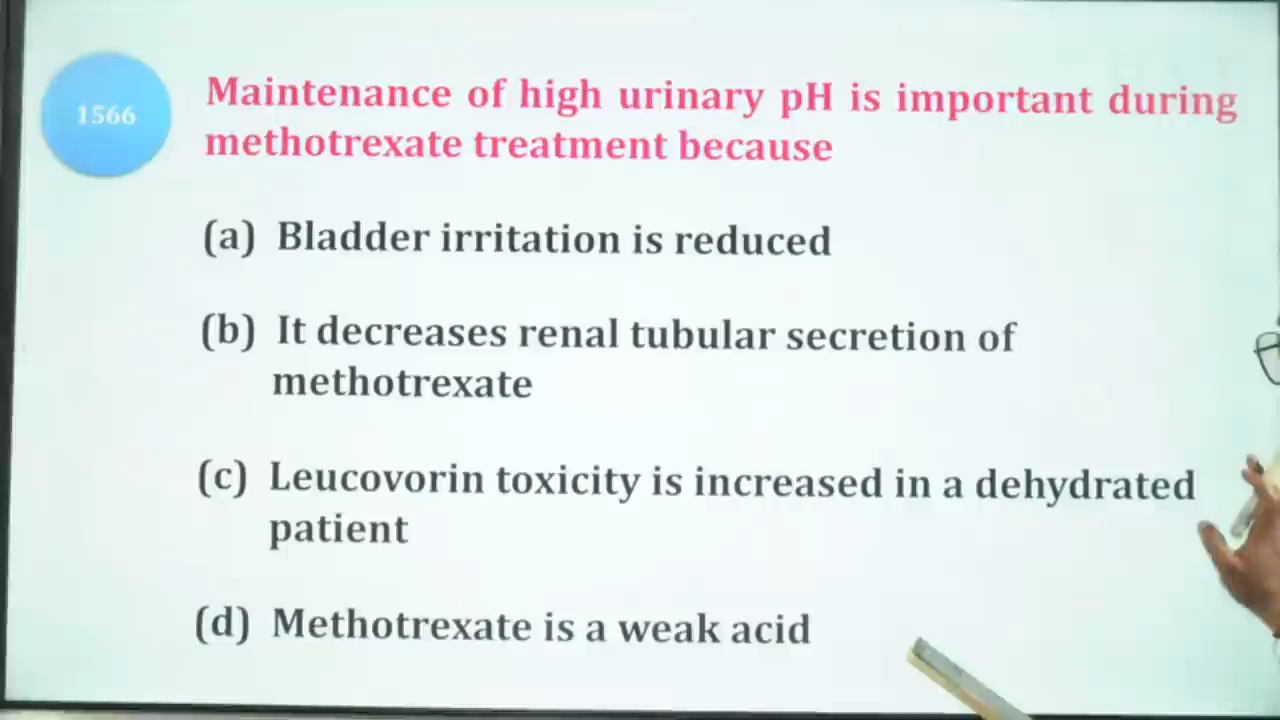 1566
Maintenance of high urinary pH is important during
methotrexate treatment because
(a) Bladder irritation is reduced
(b) It decreases renal tubular secretion of
methotrexate
(c) Leucovorin toxicity is increased in a dehydrated
patient
(d) Methotrexate is a weak acid